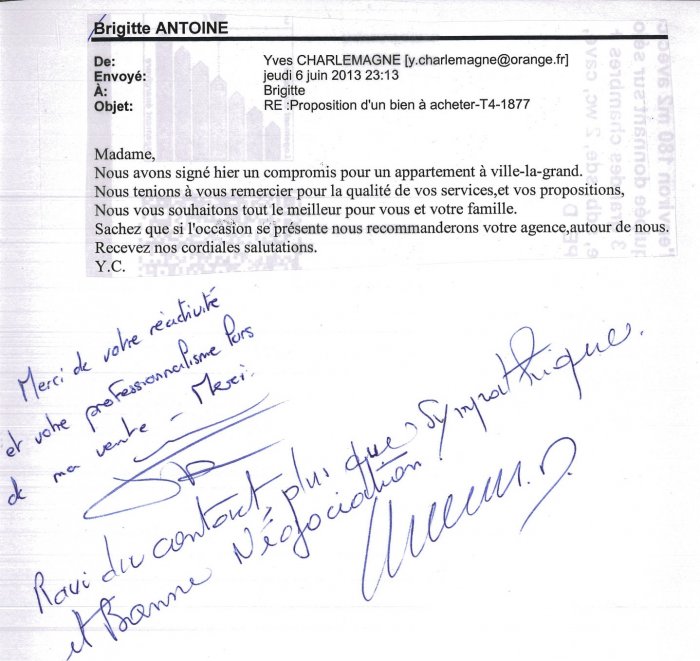 Brigitte ANTOINE
De: Yves CHARLEMAGNE [y.charlemagne@orange.fr]
Envoyé: jeudi 6 juin 2013 23:13
À: Brigitte
Objet: RE :Proposition d'un bien à acheter-T4-1877
Madame,
Nous avons signé hier un compromis pour un appartement à ville-la-grand.
Nous tenions à vous remercier pour la qualité de vos services,et vos propositions,
Nous vous souhaitons tout le meilleur pour vous et votre famille.
Sachez que si l'occasion se présente nous recommanderons votre agence,autour de nous.
Recevez nos cordiales salutations.
Y.C.
Merci de votre réactivité
et votre professionnalisme lors
de ma vente - Merci.
Ravi du contact, plus que sympathique.
et Bonne Négociation